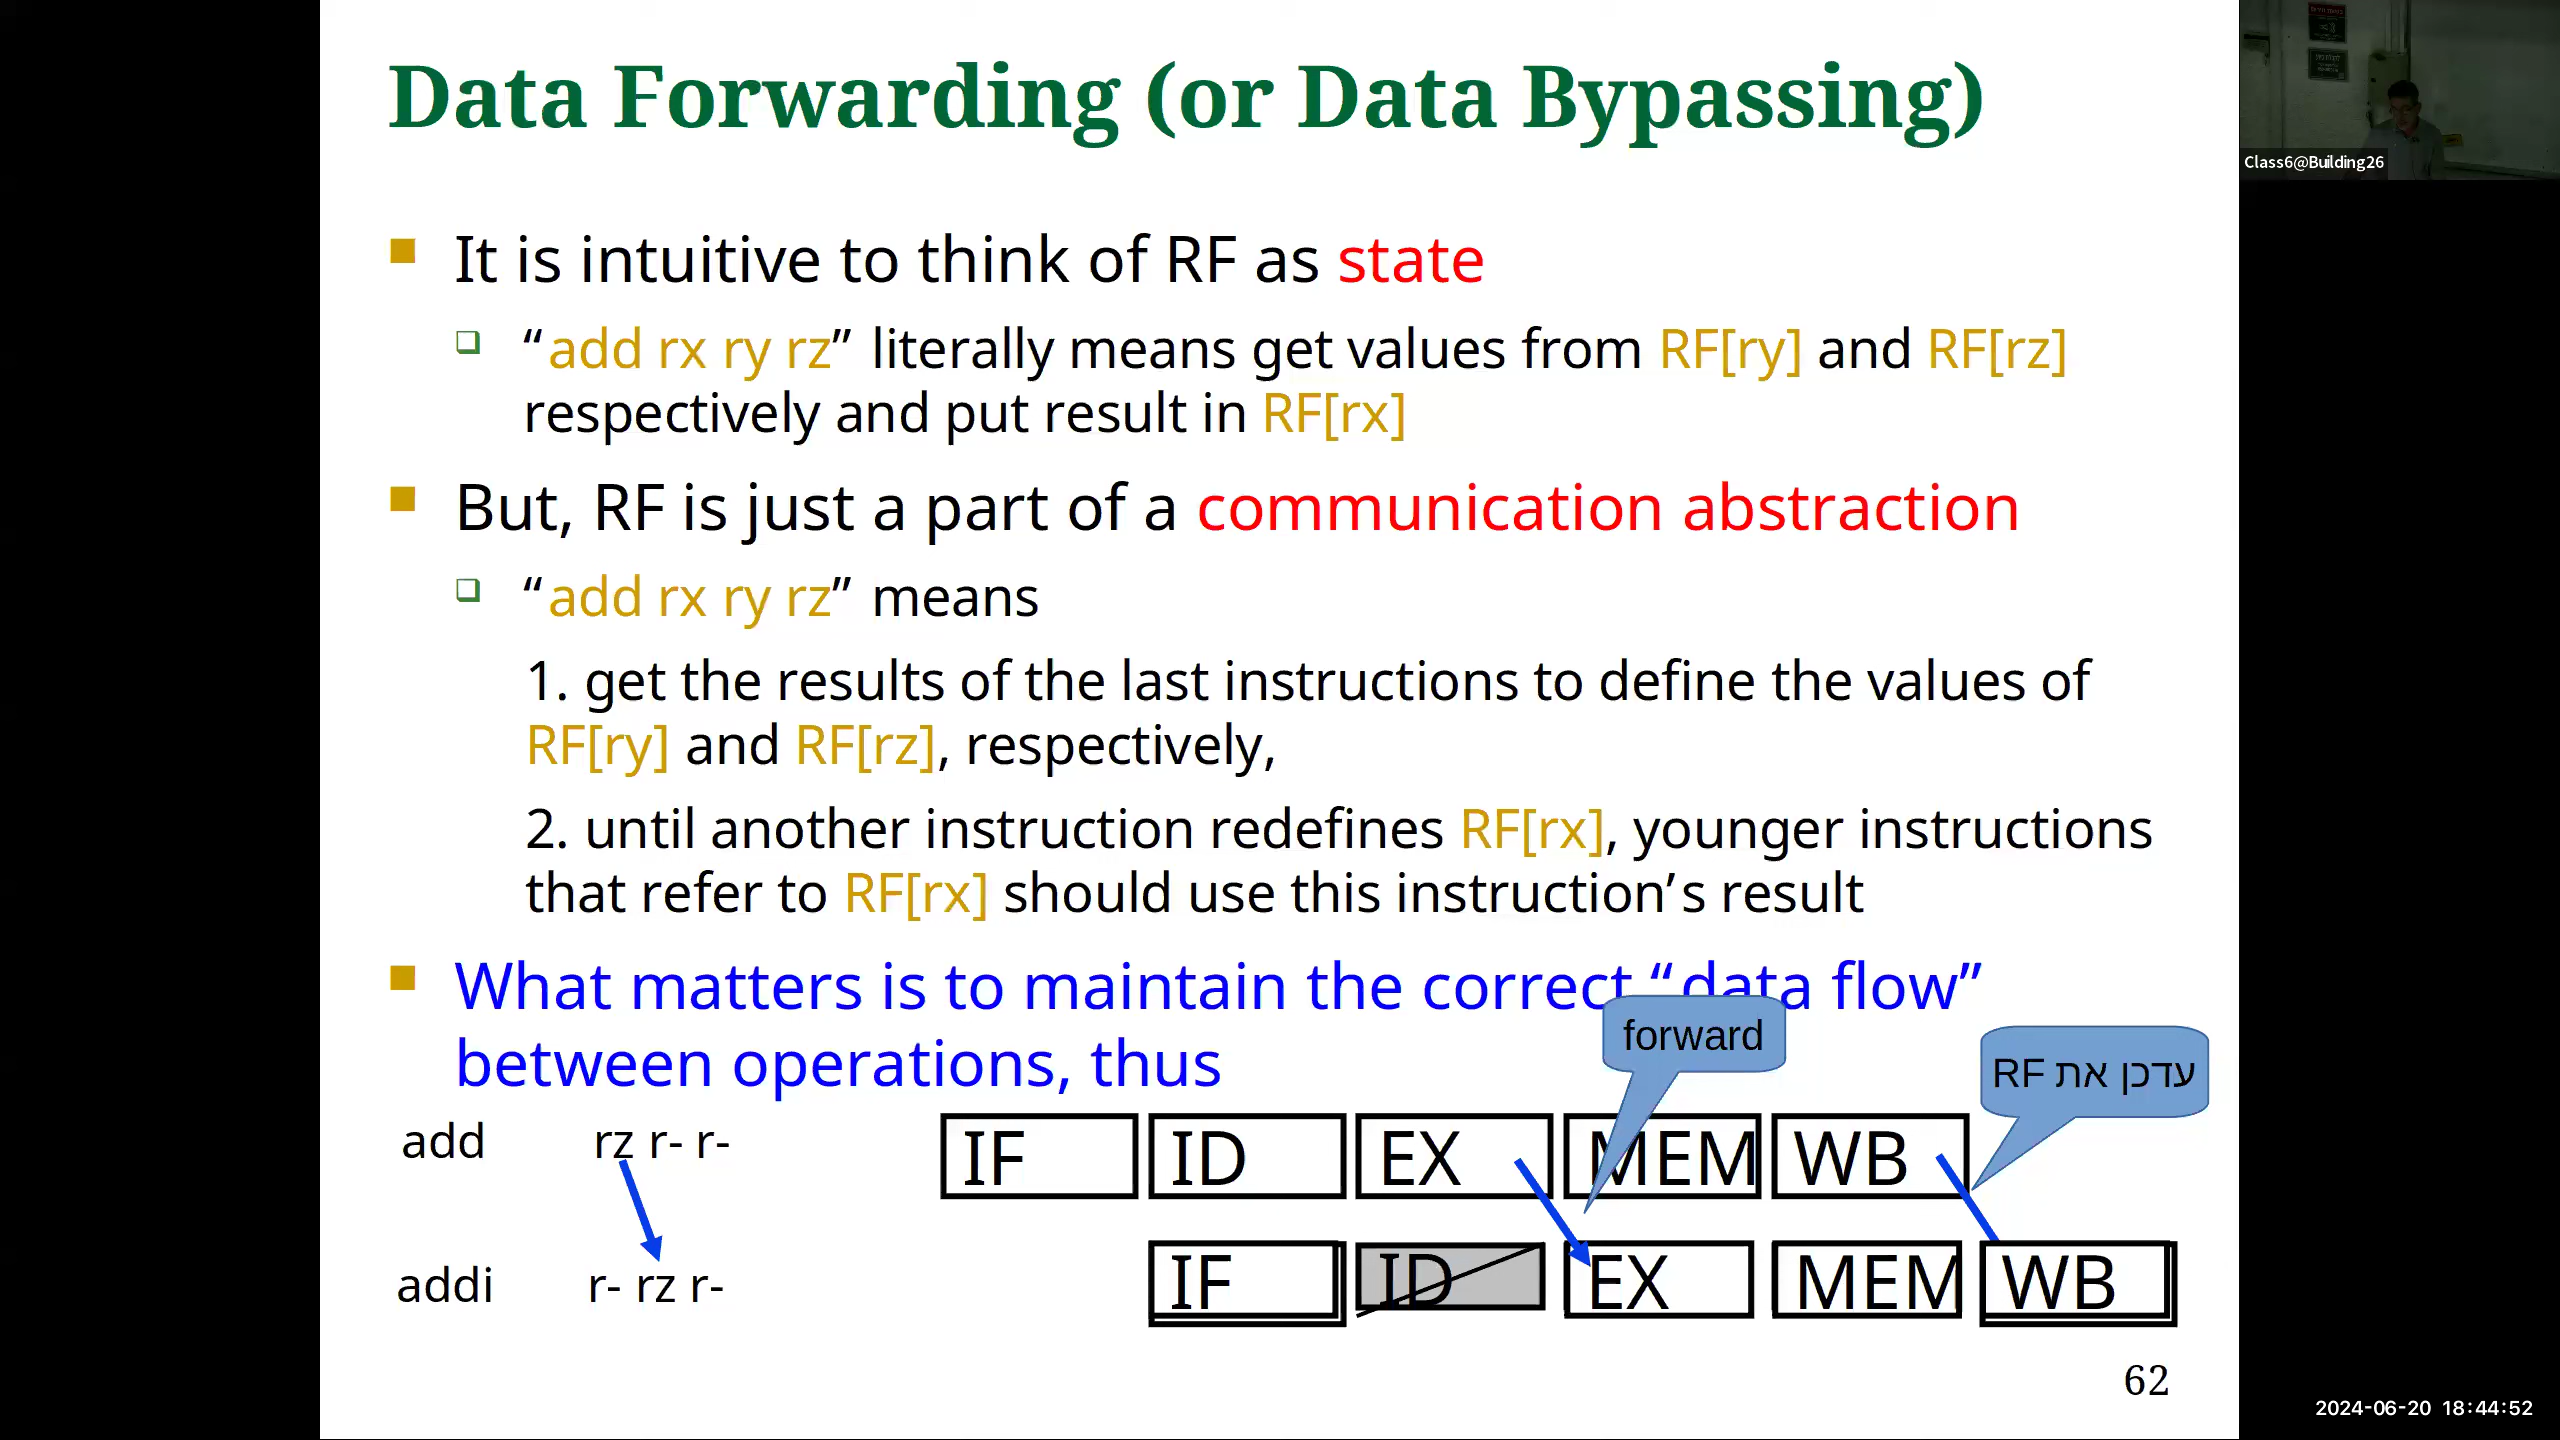 Data Forwarding (or Data Bypassing)
Class6@Building26
It is intuitive to think of RF as state
“add rx ry rz” literally means get values from RF[ry] and RF[rz]
respectively and put result in RF[rx]
But, RF is just a part of a communication abstraction
“add rx ry rz” means
1. get the results of the last instructions to define the values of
RF[ry] and RF[rz], respectively,
2. until another instruction redefines RF[rx], younger instructions
that refer to RF[rx] should use this instruction’s result
What matters is to maintain the correct “data flow”
between operations, thus
forward
עדכן את RF
add rz r- r- IF ID EX MEM WB
addi r- rz r- IF ID EX MEM WB
62
2024-06-20 18:44:52